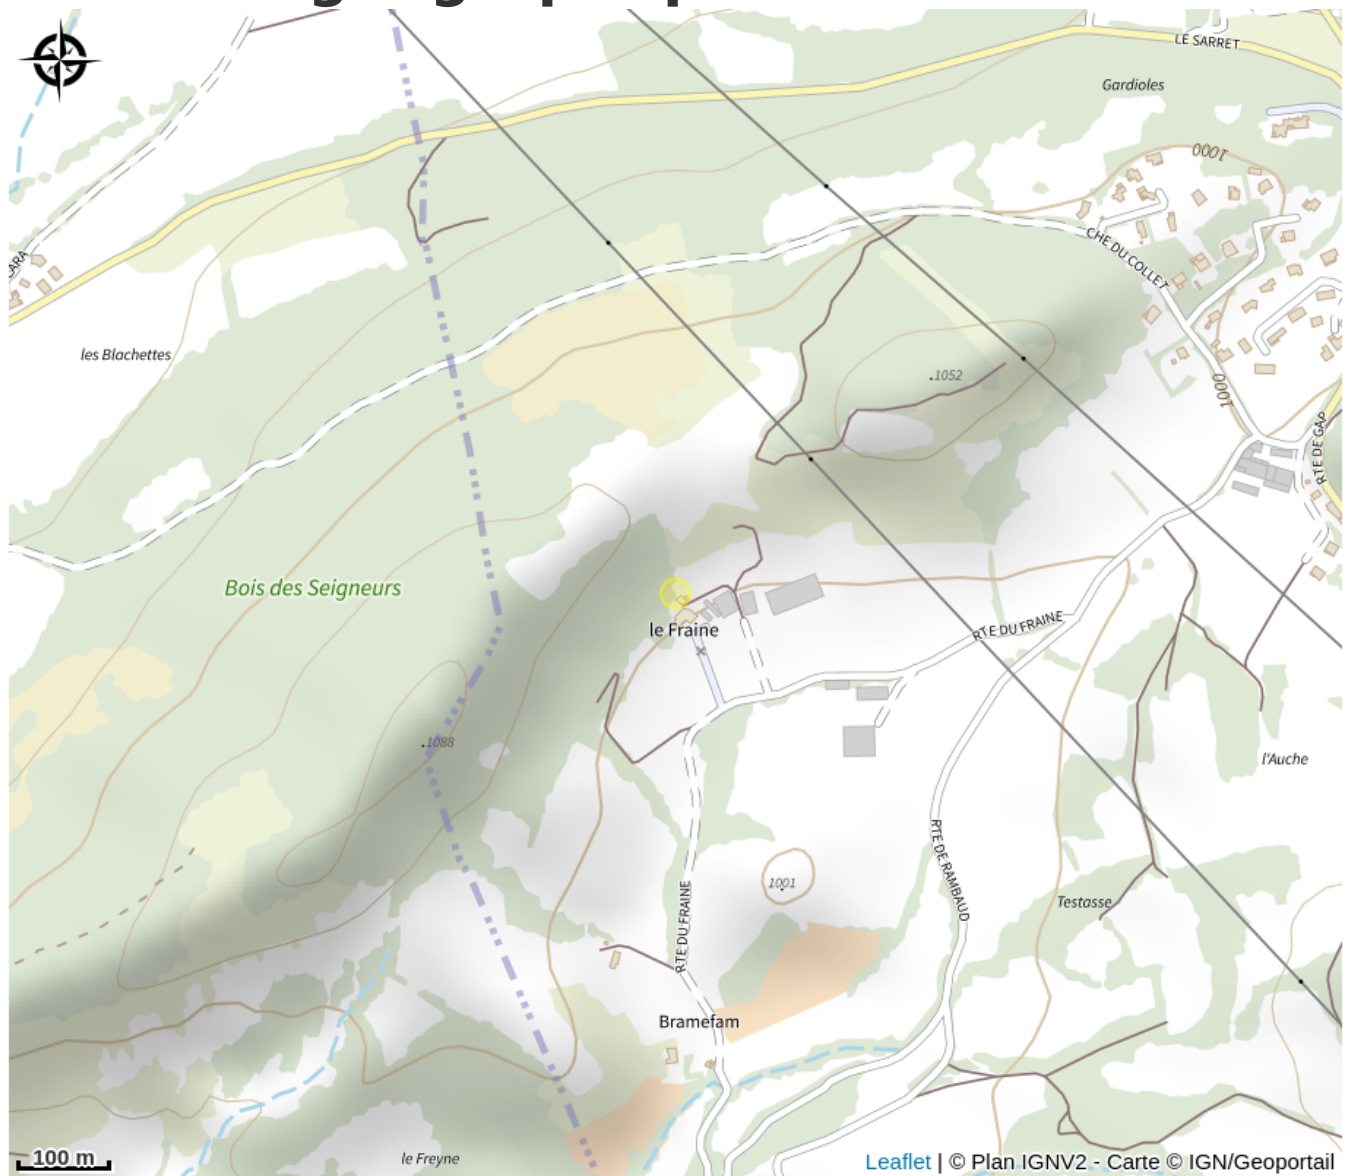 LE SARRET
Gardioles
1000
CHE DU COLLET
les Blachettes
.1052
1000
RTE DE GAP
Bois des Seigneurs
le Fraine
RTE DU FRAINE
.1088
l'Auche
RTE DE RAMBAUD
1001
Testasse
RTE DU FRAINE
Bramefam
le Freyne
100 m
Leaflet | © Plan IGNV2 - Carte © IGN/Geoportail